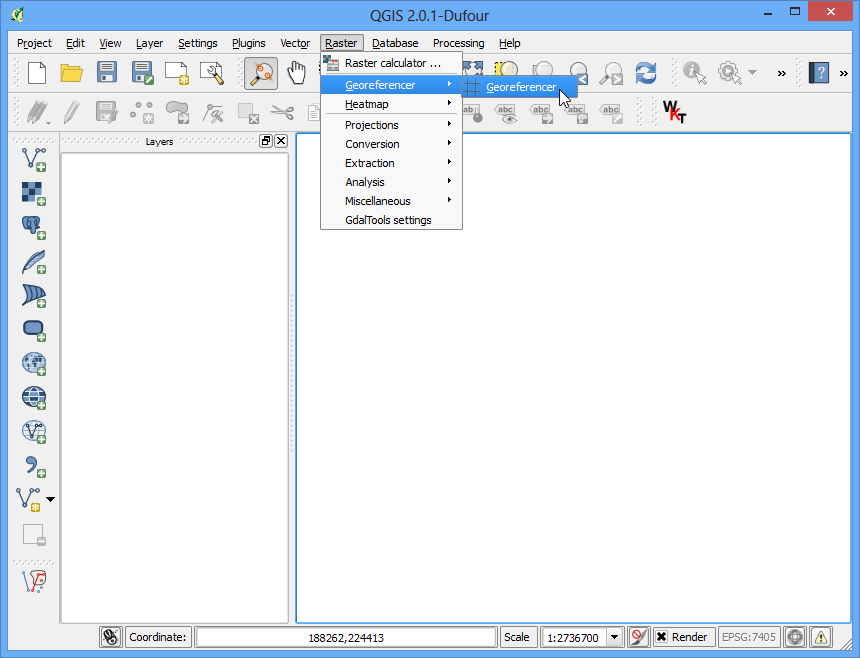 QGIS 2.0.1-Dufour
Project Edit View Layer Settings Plugins Vector Raster Database Processing Help
Raster calculator ...
Georeferencer
Georeferencer
Heatmap
Projections
Conversion
Extraction
Analysis
Miscellaneous
GdalTools settings
»
?
»
ab
abc
abc
abc
abc
WKT
Layers
Coordinate:
188262,224413
Scale
1:2736700
Render
EPSG:7405